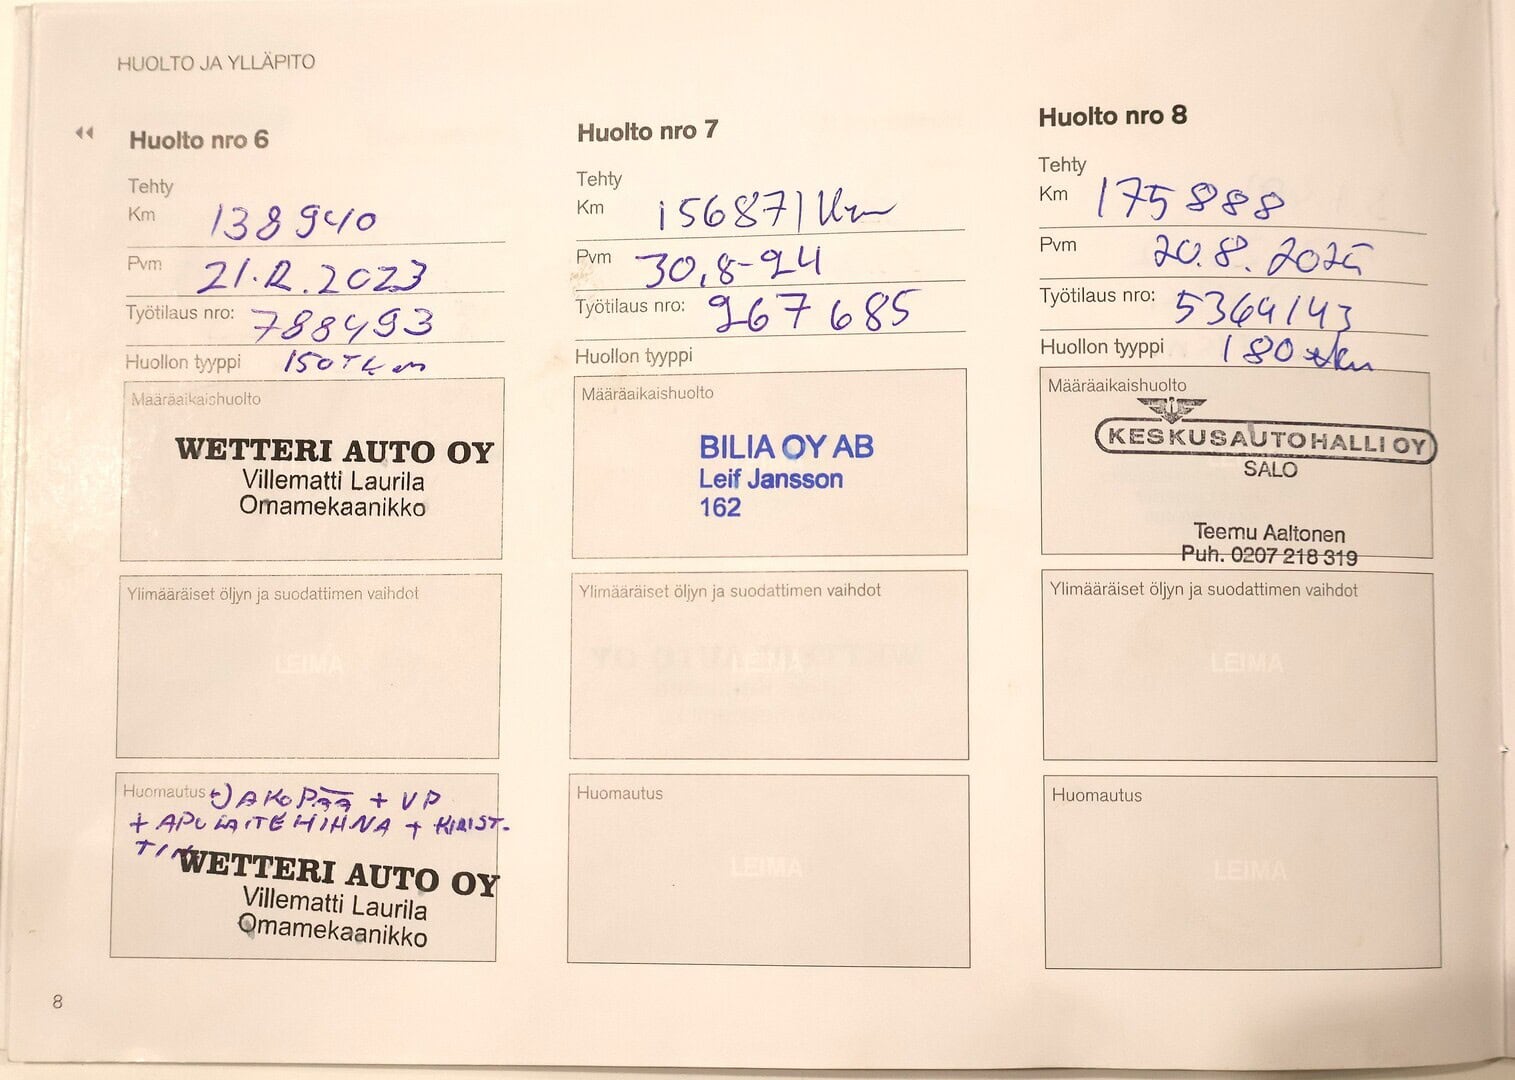 HUOLTO JA YLLÄPITO
Huolto nro 6
Tehty
Km 138940
Pvm 21.12.2023
Työtilaus nro: 788493
Huollon tyyppi 150TKm
Määräaikaishuolto
WETTERI AUTO OY
Villematti Laurila
Omamekaanikko
Ylimääräiset öljyn ja suodattimen vaihdot
LEIMA
Huomautus JAKOPää + VP
+ APULAITEHIHNA + KIRIST-
TIN
WETTERI AUTO OY
Villematti Laurila
Omamekaanikko
Huolto nro 7
Tehty
Km 156871 Km
Pvm 30.8-24
Työtilaus nro: 967685
Huollon tyyppi
Määräaikaishuolto
BILIA OY AB
Leif Jansson
162
Ylimääräiset öljyn ja suodattimen vaihdot
LEIMA
Huomautus
LEIMA
Huolto nro 8
Tehty
Km 175888
Pvm 20.8.2025
Työtilaus nro: 5364143
Huollon tyyppi 180 tkm
Määräaikaishuolto
KESKUSAUTOHALLI OY
SALO
Teemu Aaltonen
Puh. 0207 218 319
Ylimääräiset öljyn ja suodattimen vaihdot
LEIMA
Huomautus
LEIMA
8